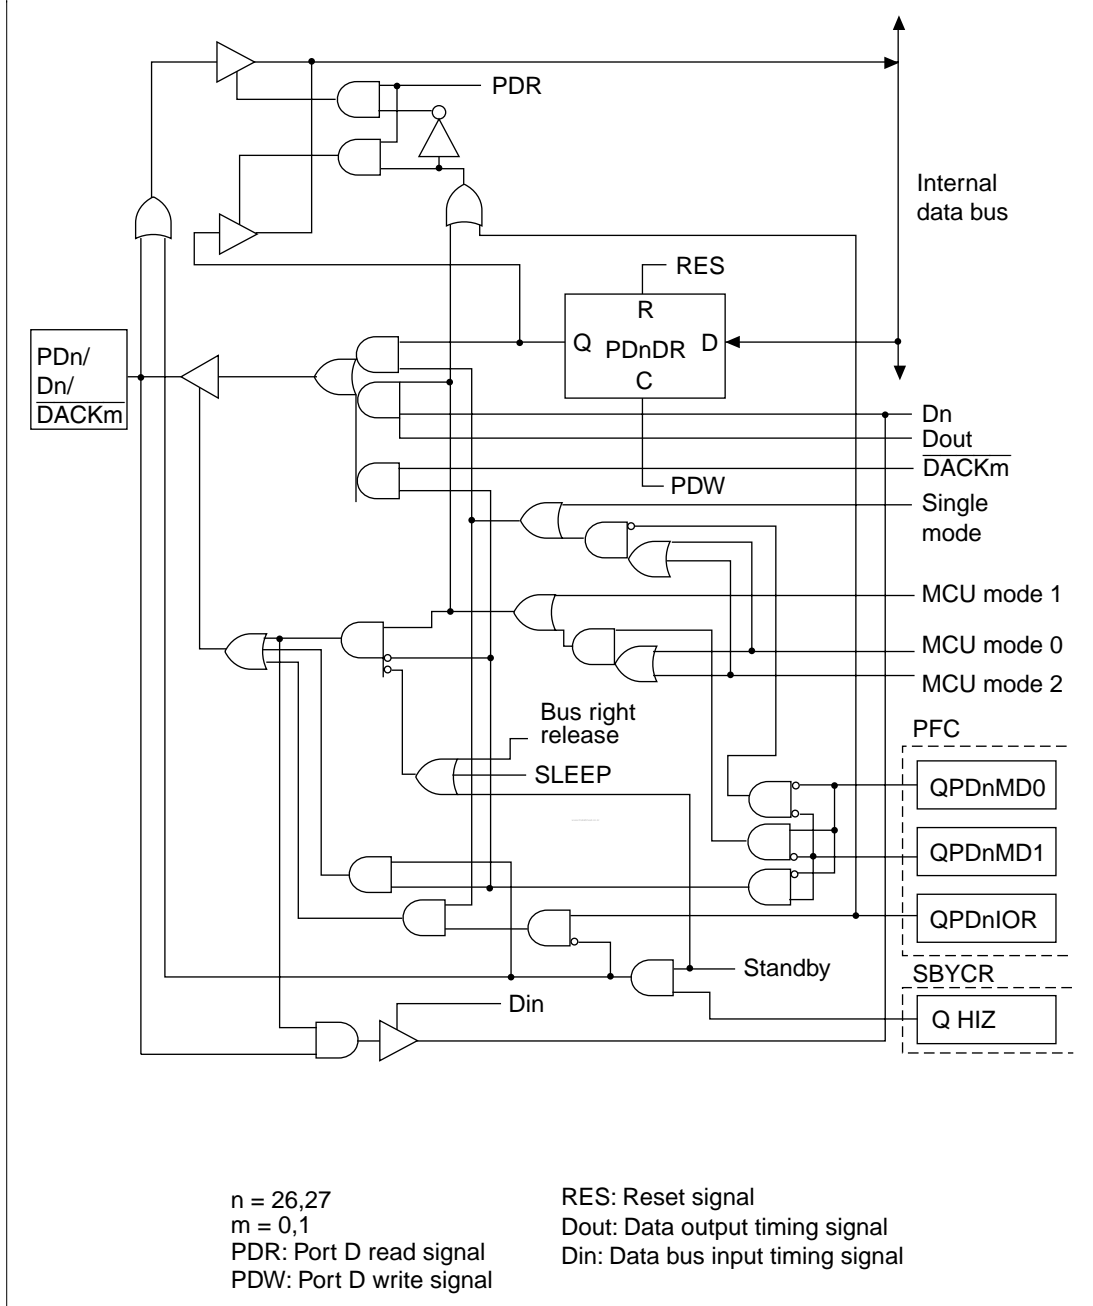 PDR
Internal
data bus
RES
R
Q PDnDR D
C
PDn/
Dn/
DACKm
Dn
Dout
DACKm
PDW
Single
mode
MCU mode 1
MCU mode 0
MCU mode 2
Bus right
release
SLEEP
PFC
QPDnMD0
QPDnMD1
QPDnIOR
Standby
SBYCR
Q HIZ
Din
n = 26,27
m = 0,1
PDR: Port D read signal
PDW: Port D write signal
RES: Reset signal
Dout: Data output timing signal
Din: Data bus input timing signal